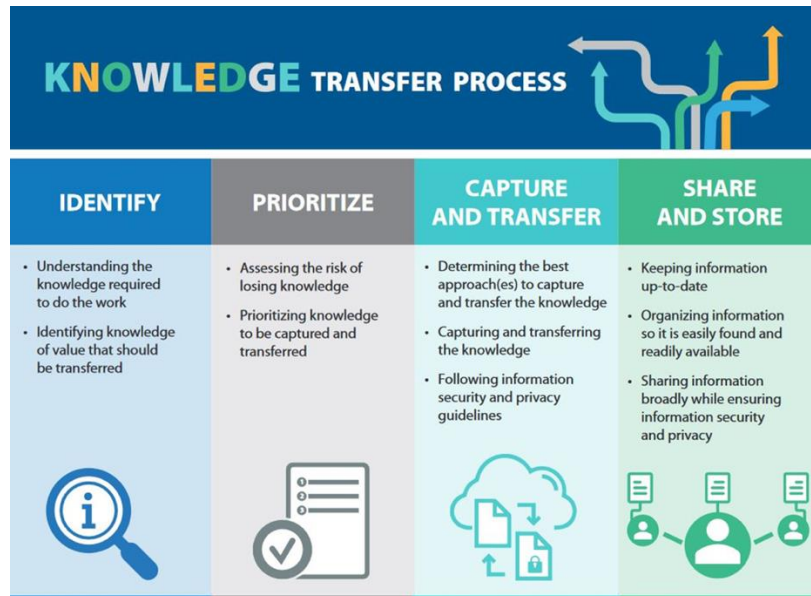 KNOWLEDGE TRANSFER PROCESS
IDENTIFY
• Understanding the
knowledge required
to do the work
• Identifying knowledge
of value that should
be transferred
PRIORITIZE
• Assessing the risk of
losing knowledge
• Prioritizing knowledge
to be captured and
transferred
CAPTURE
AND TRANSFER
• Determining the best
approach(es) to capture
and transfer the knowledge
• Capturing and transferring
the knowledge
• Following information
security and privacy
guidelines
SHARE
AND STORE
• Keeping information
up-to-date
• Organizing information
so it is easily found and
readily available
• Sharing information
broadly while ensuring
information security
and privacy
i
1
2
3